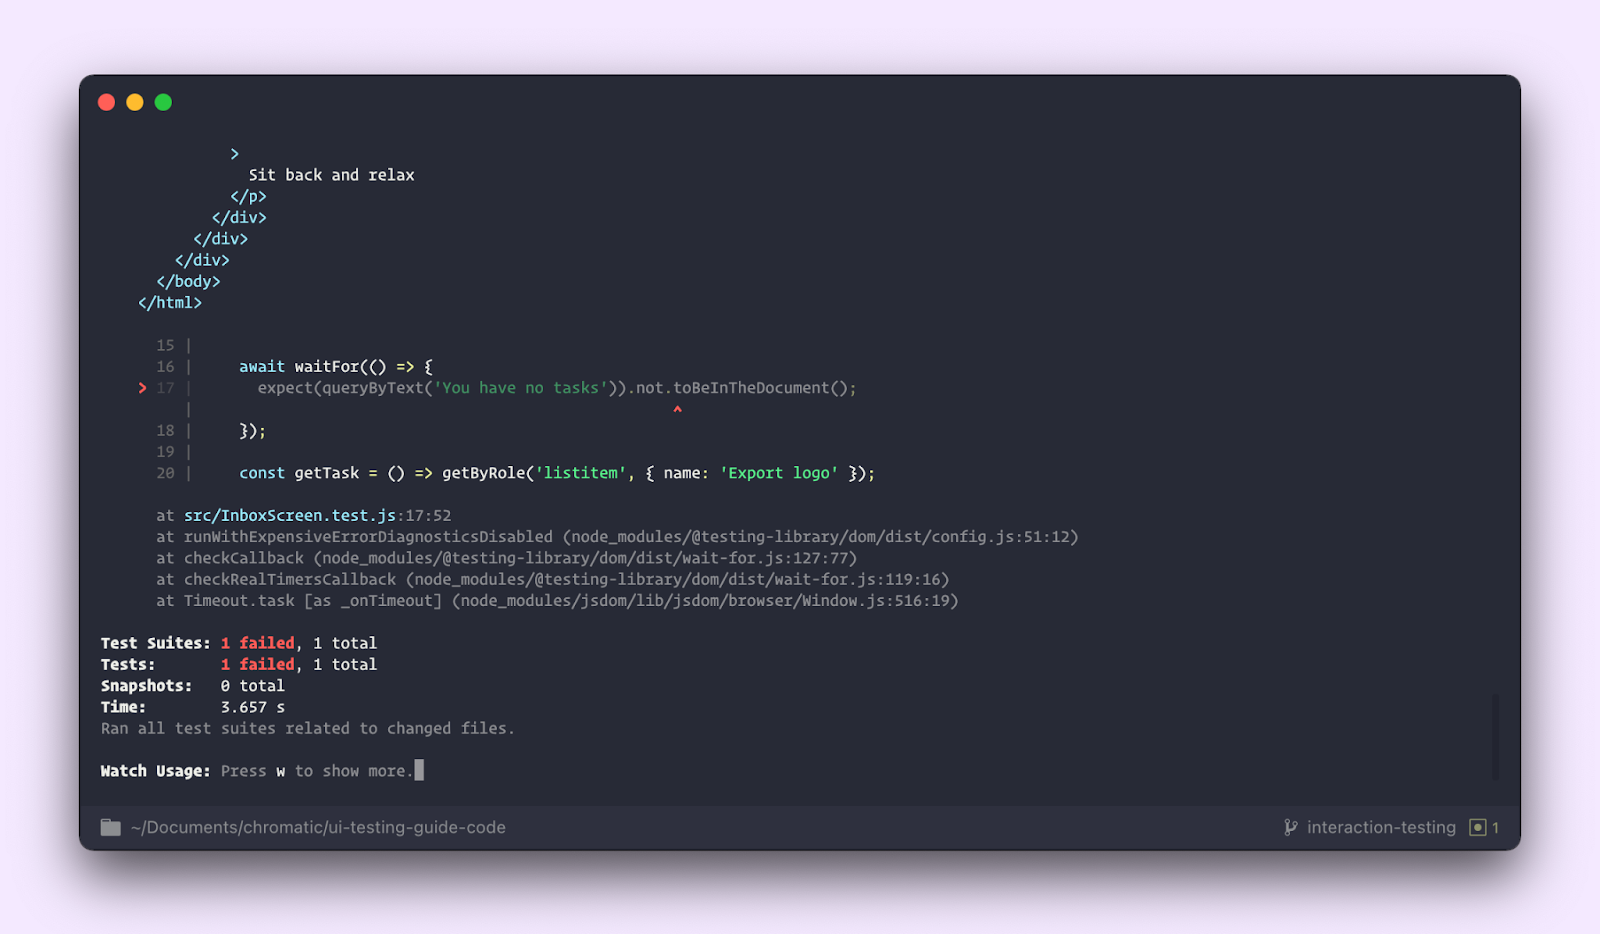 >
Sit back and relax
</p>
</div>
</div>
</div>
</body>
</html>
15 |
16 |     await waitFor(() => {
> 17 |       expect(queryByText('You have no tasks')).not.toBeInTheDocument();
|                                                    ^
18 |     });
19 |
20 |     const getTask = () => getByRole('listitem', { name: 'Export logo' });
at src/InboxScreen.test.js:17:52
at runWithExpensiveErrorDiagnosticsDisabled (node_modules/@testing-library/dom/dist/config.js:51:12)
at checkCallback (node_modules/@testing-library/dom/dist/wait-for.js:127:77)
at checkRealTimersCallback (node_modules/@testing-library/dom/dist/wait-for.js:119:16)
at Timeout.task [as _onTimeout] (node_modules/jsdom/lib/jsdom/browser/Window.js:516:19)
Test Suites: 1 failed, 1 total
Tests:       1 failed, 1 total
Snapshots:   0 total
Time:        3.657 s
Ran all test suites related to changed files.
Watch Usage: Press w to show more.
~/Documents/chromatic/ui-testing-guide-code
interaction-testing 1